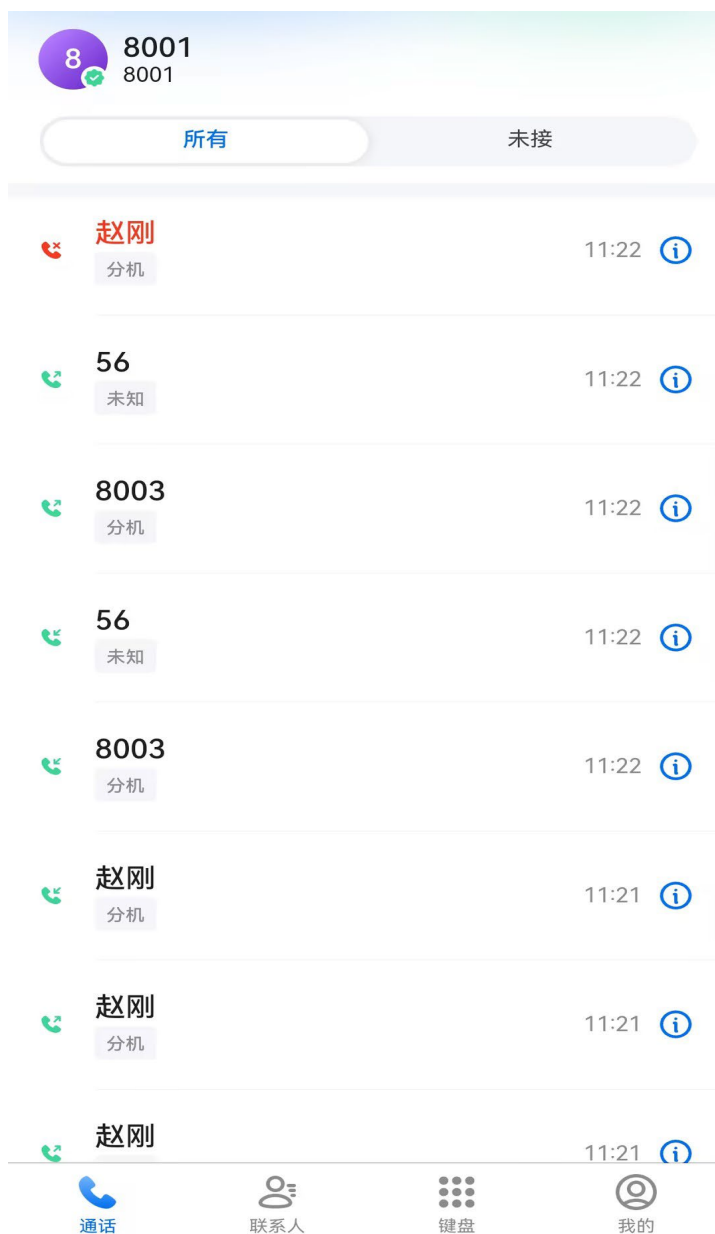 8
8001
8001
所有
未接
赵刚
分机
11:22
56
未知
11:22
8003
分机
11:22
56
未知
11:22
8003
分机
11:22
赵刚
分机
11:21
赵刚
分机
11:21
赵刚
11:21
通话
联系人
键盘
我的